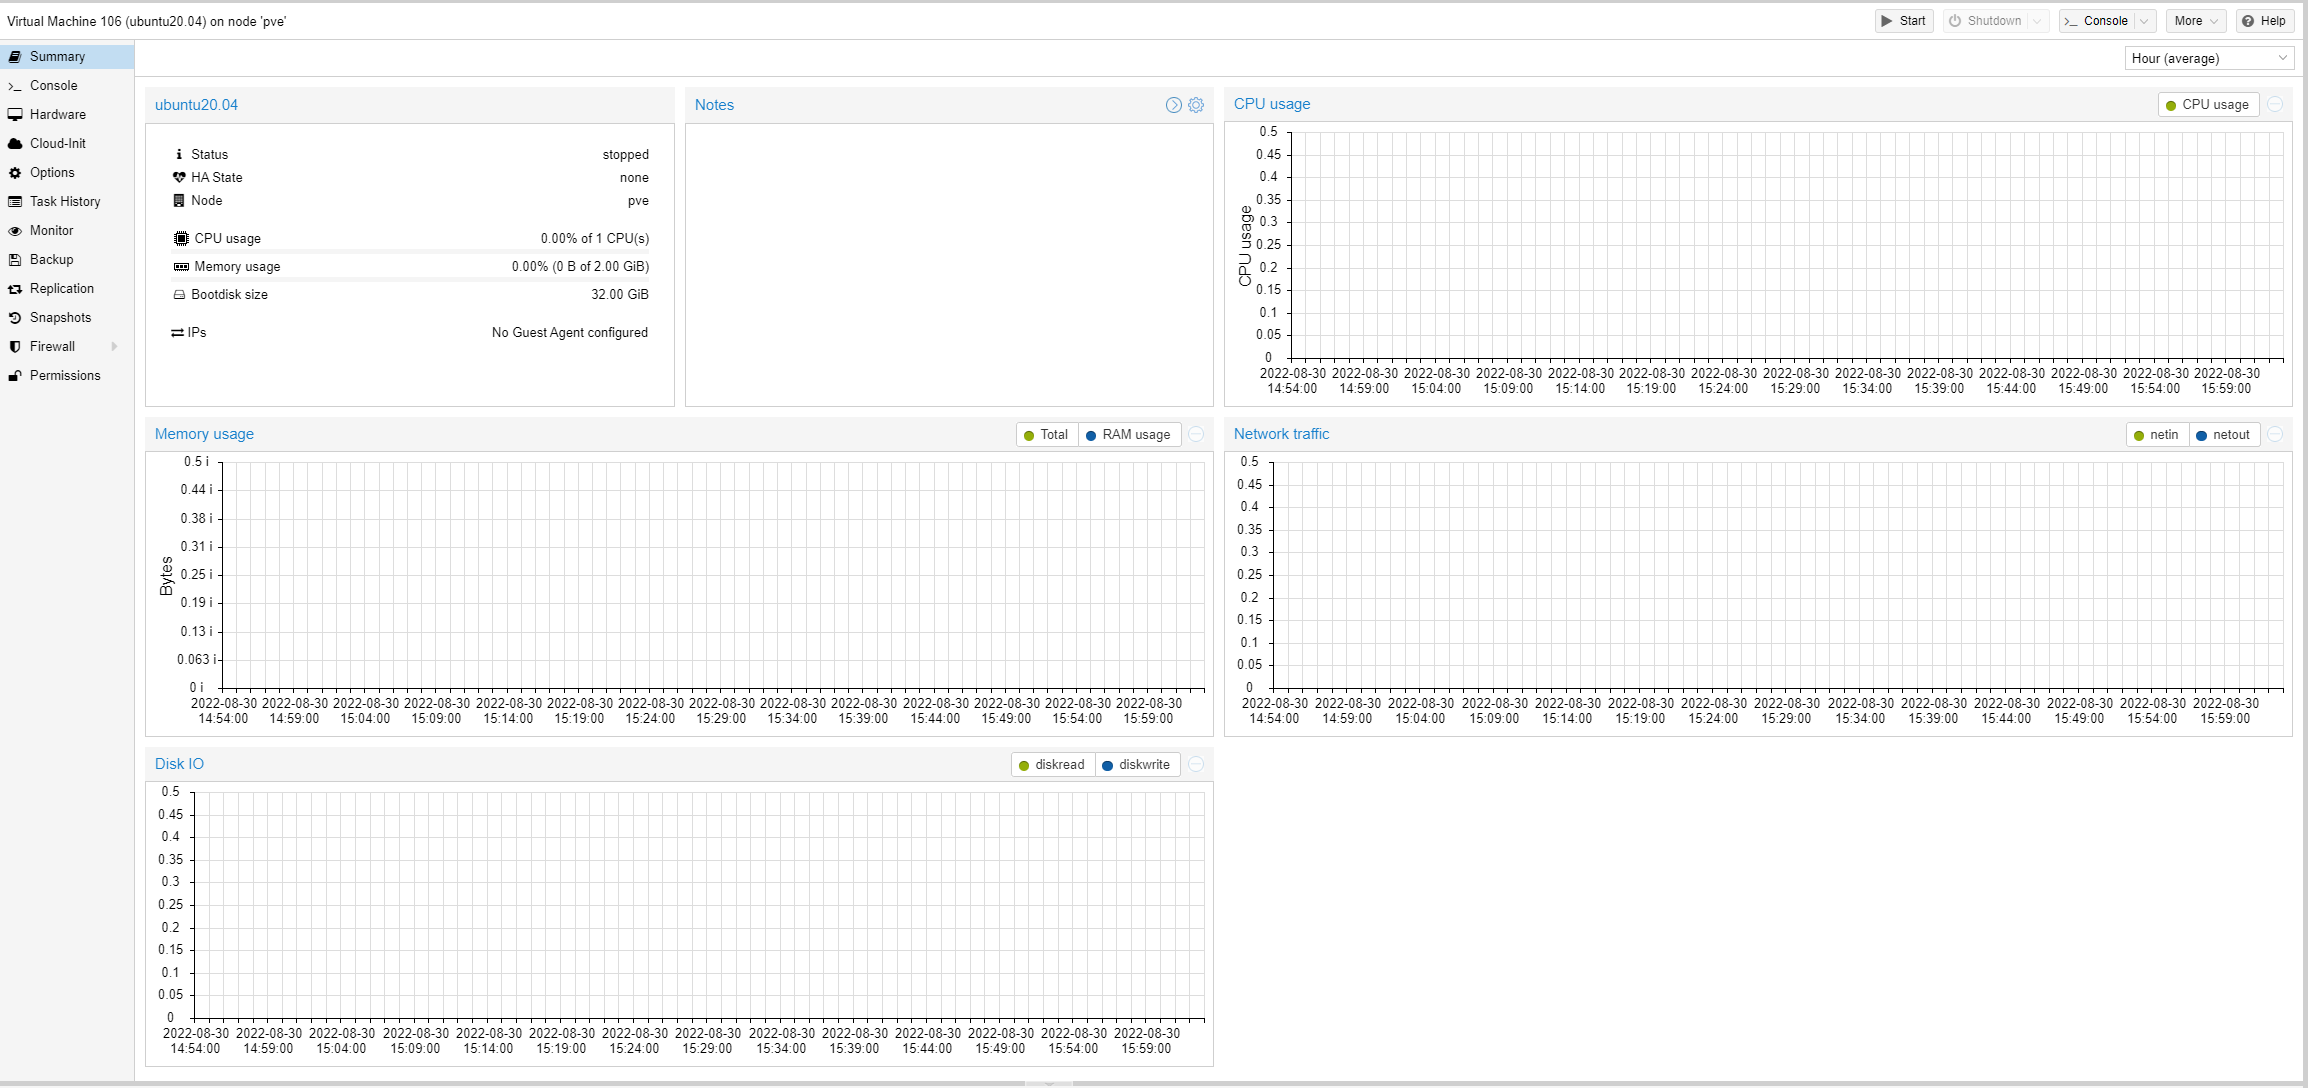 Virtual Machine 106 (ubuntu20.04) on node 'pve'
Start
Shutdown
Console
More
Help
Summary
Console
Hardware
Cloud-Init
Options
Task History
Monitor
Backup
Replication
Snapshots
Firewall
Permissions
Hour (average)
ubuntu20.04
Status stopped
HA State none
Node pve
CPU usage 0.00% of 1 CPU(s)
Memory usage 0.00% (0 B of 2.00 GiB)
Bootdisk size 32.00 GiB
IPs No Guest Agent configured
Notes
CPU usage
CPU usage
CPU usage
0.5
0.45
0.4
0.35
0.3
0.25
0.2
0.15
0.1
0.05
0
2022-08-30 2022-08-30 2022-08-30 2022-08-30 2022-08-30 2022-08-30 2022-08-30 2022-08-30 2022-08-30 2022-08-30 2022-08-30 2022-08-30 2022-08-30 2022-08-30
14:54:00 14:59:00 15:04:00 15:09:00 15:14:00 15:19:00 15:24:00 15:29:00 15:34:00 15:39:00 15:44:00 15:49:00 15:54:00 15:59:00
Memory usage
Total
RAM usage
Bytes
0.5 i
0.44 i
0.38 i
0.31 i
0.25 i
0.19 i
0.13 i
0.063 i
0 i
2022-08-30 2022-08-30 2022-08-30 2022-08-30 2022-08-30 2022-08-30 2022-08-30 2022-08-30 2022-08-30 2022-08-30 2022-08-30 2022-08-30 2022-08-30 2022-08-30
14:54:00 14:59:00 15:04:00 15:09:00 15:14:00 15:19:00 15:24:00 15:29:00 15:34:00 15:39:00 15:44:00 15:49:00 15:54:00 15:59:00
Network traffic
netin
netout
0.5
0.45
0.4
0.35
0.3
0.25
0.2
0.15
0.1
0.05
0
2022-08-30 2022-08-30 2022-08-30 2022-08-30 2022-08-30 2022-08-30 2022-08-30 2022-08-30 2022-08-30 2022-08-30 2022-08-30 2022-08-30 2022-08-30 2022-08-30
14:54:00 14:59:00 15:04:00 15:09:00 15:14:00 15:19:00 15:24:00 15:29:00 15:34:00 15:39:00 15:44:00 15:49:00 15:54:00 15:59:00
Disk IO
diskread
diskwrite
0.5
0.45
0.4
0.35
0.3
0.25
0.2
0.15
0.1
0.05
0
2022-08-30 2022-08-30 2022-08-30 2022-08-30 2022-08-30 2022-08-30 2022-08-30 2022-08-30 2022-08-30 2022-08-30 2022-08-30 2022-08-30 2022-08-30 2022-08-30
14:54:00 14:59:00 15:04:00 15:09:00 15:14:00 15:19:00 15:24:00 15:29:00 15:34:00 15:39:00 15:44:00 15:49:00 15:54:00 15:59:00